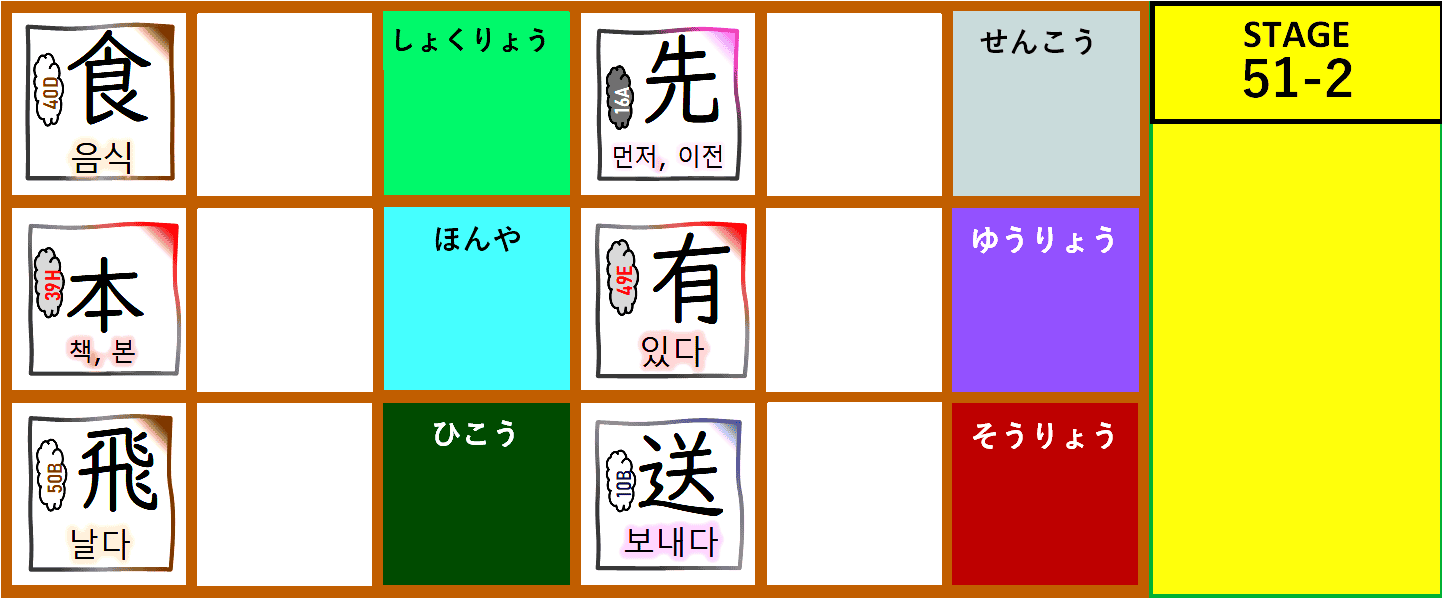 食
40D
음식
しょくりょう
先
16A
먼저, 이전
せんこう
STAGE
51-2
本
39H
책, 본
ほんや
有
49E
있다
ゆうりょう
飛
50B
날다
ひこう
送
10B
보내다
そうりょう